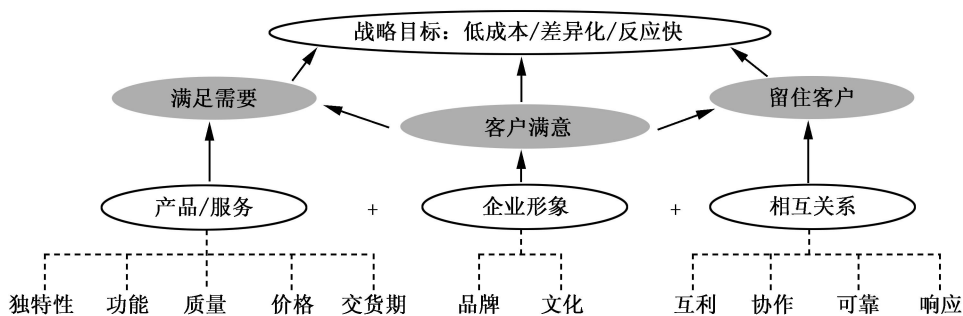 战略目标：低成本/差异化/反应快
满足需要
客户满意
留住客户
产品/服务
+
企业形象
+
相互关系
独特性
功能
质量
价格
交货期
品牌
文化
互利
协作
可靠
响应